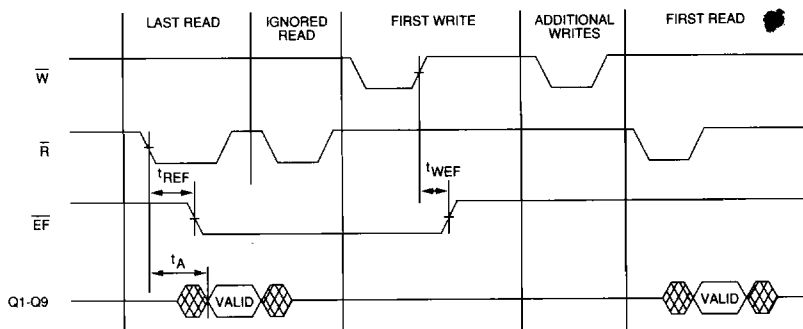 LAST READ IGNORED READ FIRST WRITE ADDITIONAL WRITES FIRST READ
W
R
tREF
tWEF
EF
tA
Q1-Q9 VALID VALID